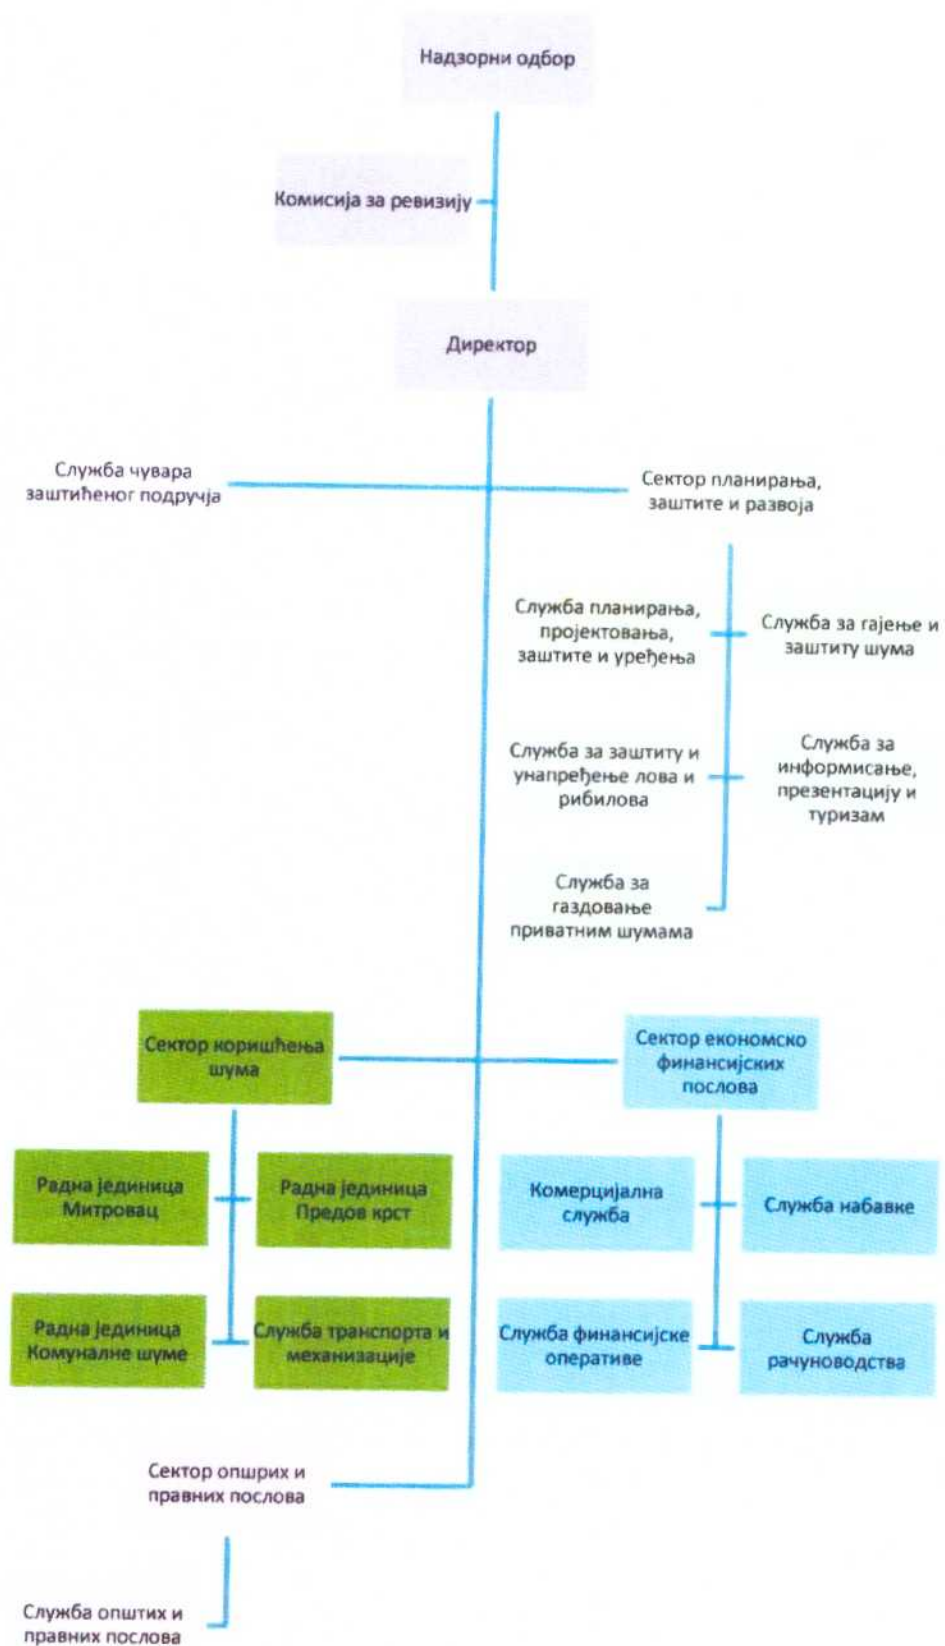 Надзорни одбор
Комисија за ревизију
Директор
Служба чувара
заштићеног подручја
Сектор планирања,
заштите и развоја
Служба планирања,
пројектовања,
заштите и уређења
Служба за гајење и
заштиту шума
Служба за заштиту и
унапређење лова и
рибилова
Служба за
информисање,
презентацију и
туризам
Служба за
газдовање
приватним шумама
Сектор коришћења
шума
Сектор економско
финансијских
послова
Радна јединица
Митровац
Радна јединица
Предов крст
Комерцијална
служба
Служба набавке
Радна јединица
Комуналне шуме
Служба транспорта и
механизације
Служба финансијске
оперативе
Служба
рачуноводства
Сектор општих и
правних послова
Служба општих и
правних послова